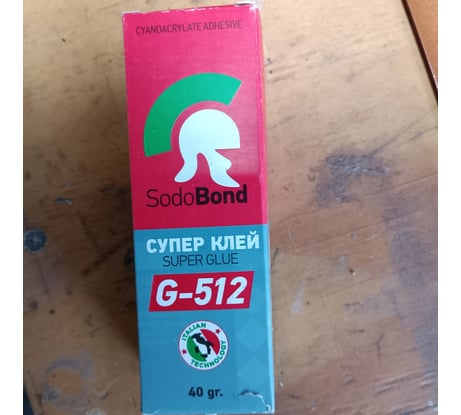 CYANOACRYLATE ADHESIVE
SodoBond
СУПЕР КЛЕЙ
SUPER GLUE
G-512
ITALIAN
TECHNOLOGY
40 gr.